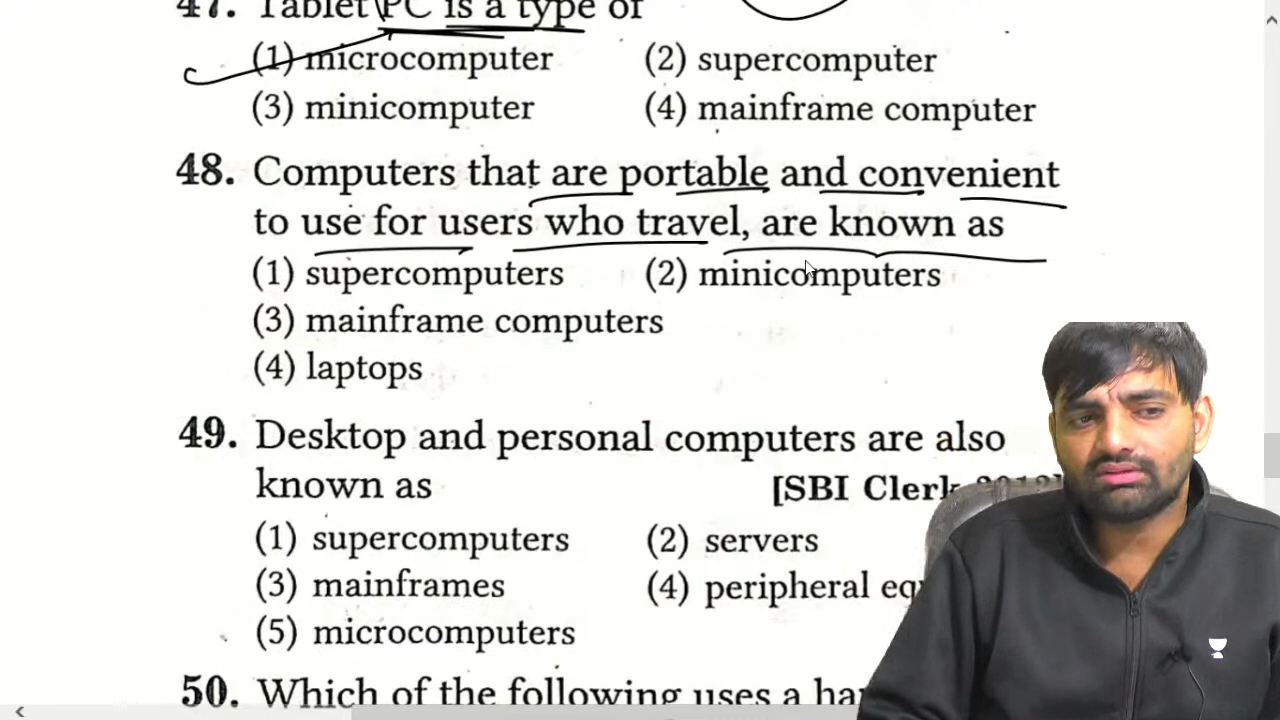 47. Tablet PC is a type of
(1) microcomputer (2) supercomputer
(3) minicomputer (4) mainframe computer
48. Computers that are portable and convenient
to use for users who travel, are known as
(1) supercomputers (2) minicomputers
(3) mainframe computers
(4) laptops
49. Desktop and personal computers are also
known as [SBI Clerk
(1) supercomputers (2) servers
(3) mainframes (4) peripheral
(5) microcomputers
50. Which of the following uses a